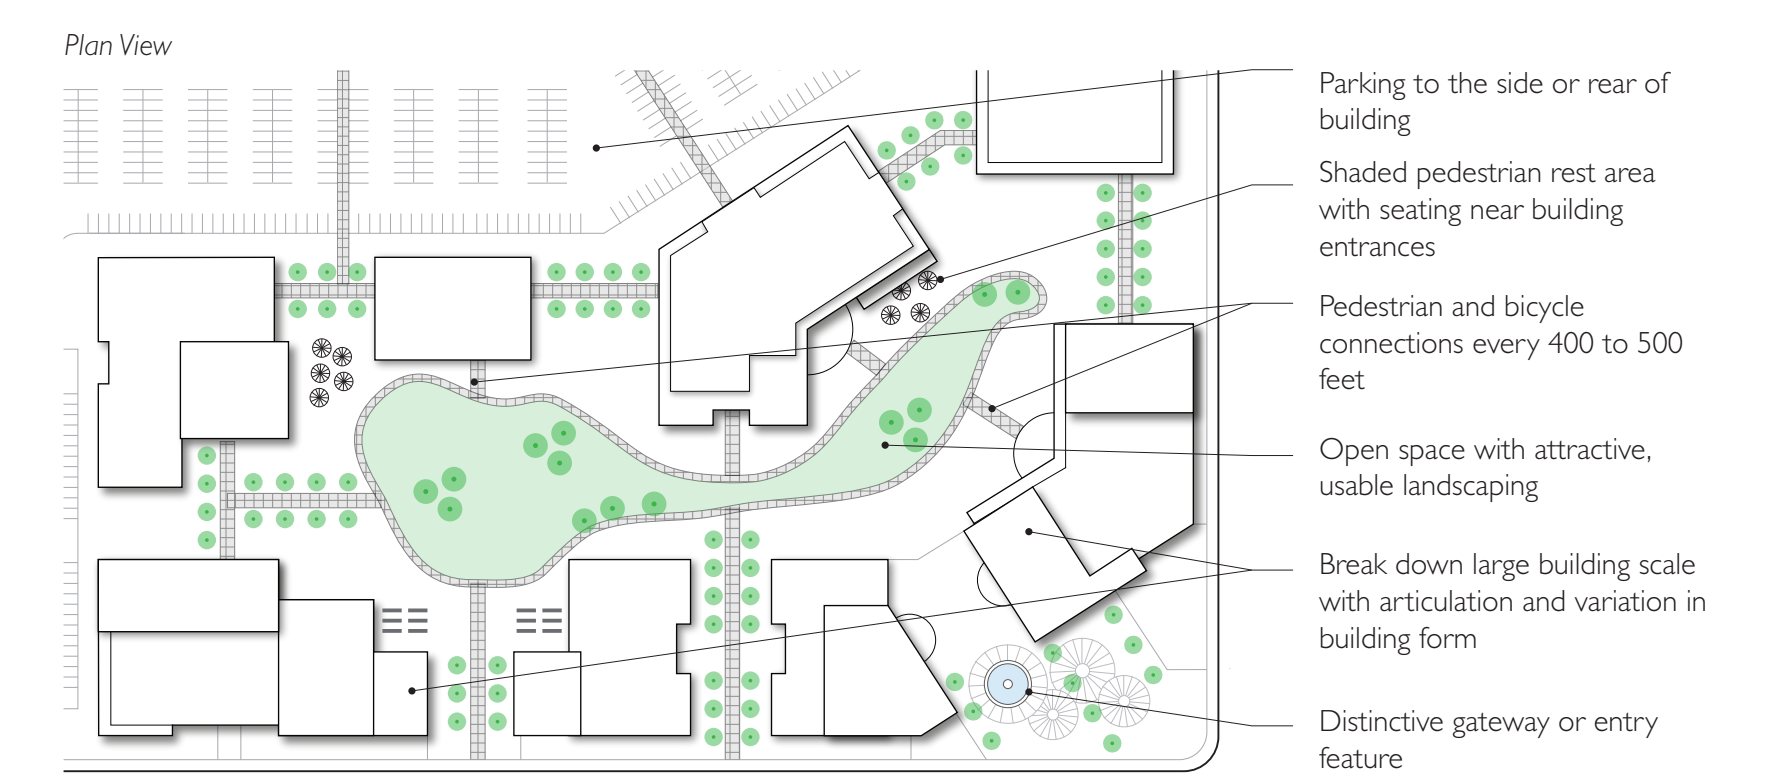 Plan View
Parking to the side or rear of
building
Shaded pedestrian rest area
with seating near building
entrances
Pedestrian and bicycle
connections every 400 to 500
feet
Open space with attractive,
usable landscaping
Break down large building scale
with articulation and variation in
building form
Distinctive gateway or entry
feature